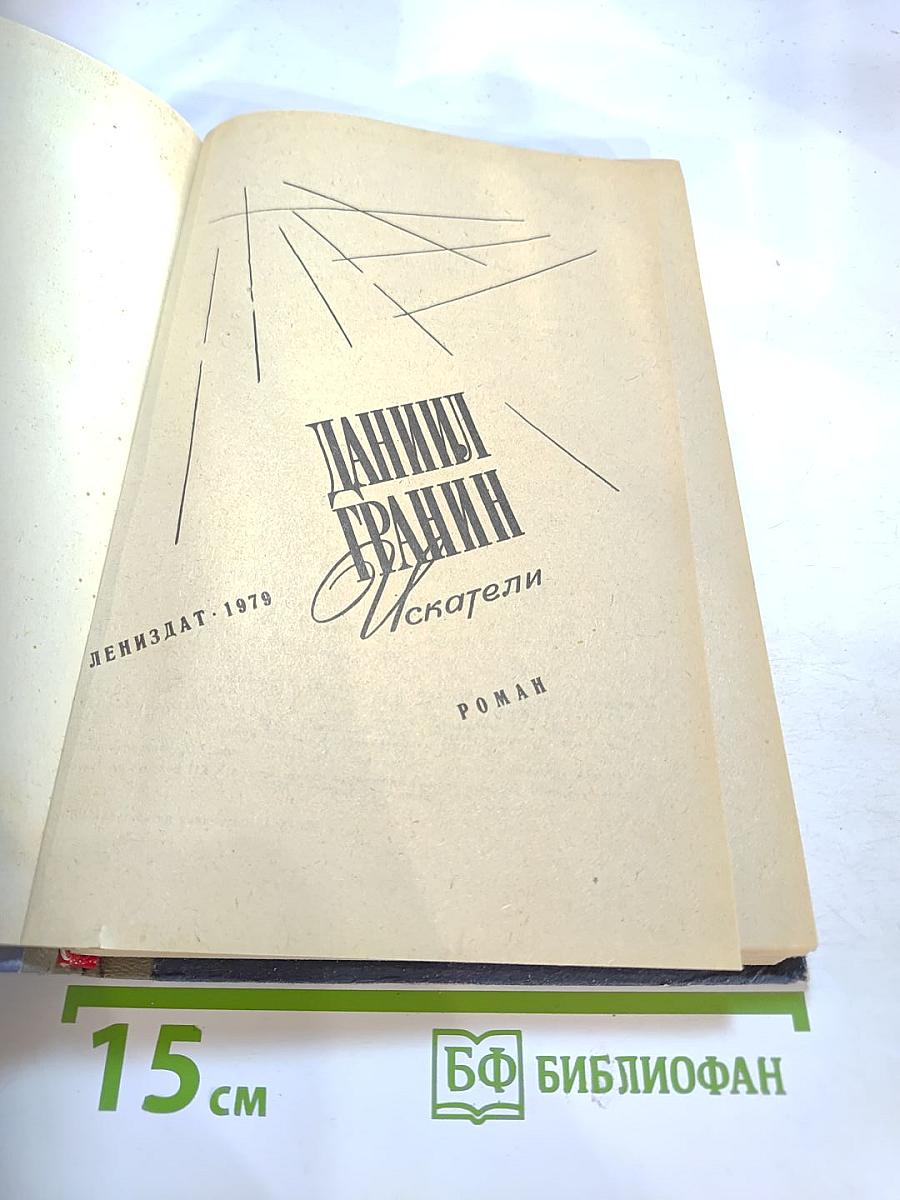 ДАНИИЛ
ГРАНИН
Искатели
РОМАН
ЛЕНИЗДАТ · 1979
15 см
БФ БИБЛИОФАН